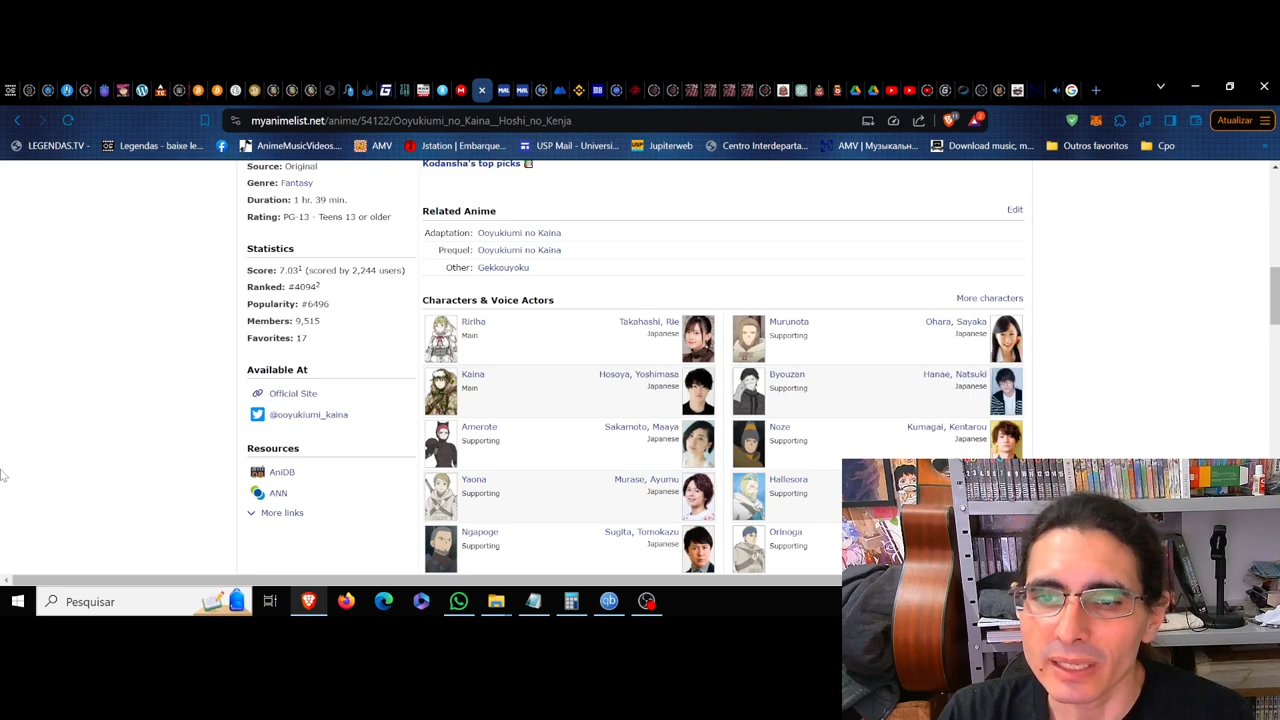 myanimelist.net/anime/54122/Ooyukiumi_no_Kaina__Hoshi_no_Kenja
Atualizar
LEGENDAS.TV -
Legendas - baixe le...
AnimeMusicVideos....
AMV
Jstation | Embarque...
USP Mail - Universi...
Jupiterweb
Centro Interdeparta...
AMV | Музыкальн...
Download music, m...
Outros favoritos
Cpo
Source: Original
Genre: Fantasy
Duration: 1 hr. 39 min.
Rating: PG-13 - Teens 13 or older
Statistics
Score: 7.031 (scored by 2,244 users)
Ranked: #40942
Popularity: #6496
Members: 9,515
Favorites: 17
Available At
Official Site
@ooyukiumi_kaina
Resources
AniDB
ANN
More links
Kodansha's top picks
Related Anime
Edit
Adaptation: Ooyukiumi no Kaina
Prequel: Ooyukiumi no Kaina
Other: Gekkouyoku
Characters & Voice Actors
More characters
Ririha
Main
Takahashi, Rie
Japanese
Murunota
Supporting
Ohara, Sayaka
Japanese
Kaina
Main
Hosoya, Yoshimasa
Japanese
Byouzan
Supporting
Hanae, Natsuki
Japanese
Amerote
Supporting
Sakamoto, Maaya
Japanese
Noze
Supporting
Kumagai, Kentarou
Yaona
Supporting
Murase, Ayumu
Japanese
Hallesora
Supporting
Ngapoge
Supporting
Sugita, Tomokazu
Japanese
Orinoga
Supporting
Pesquisar